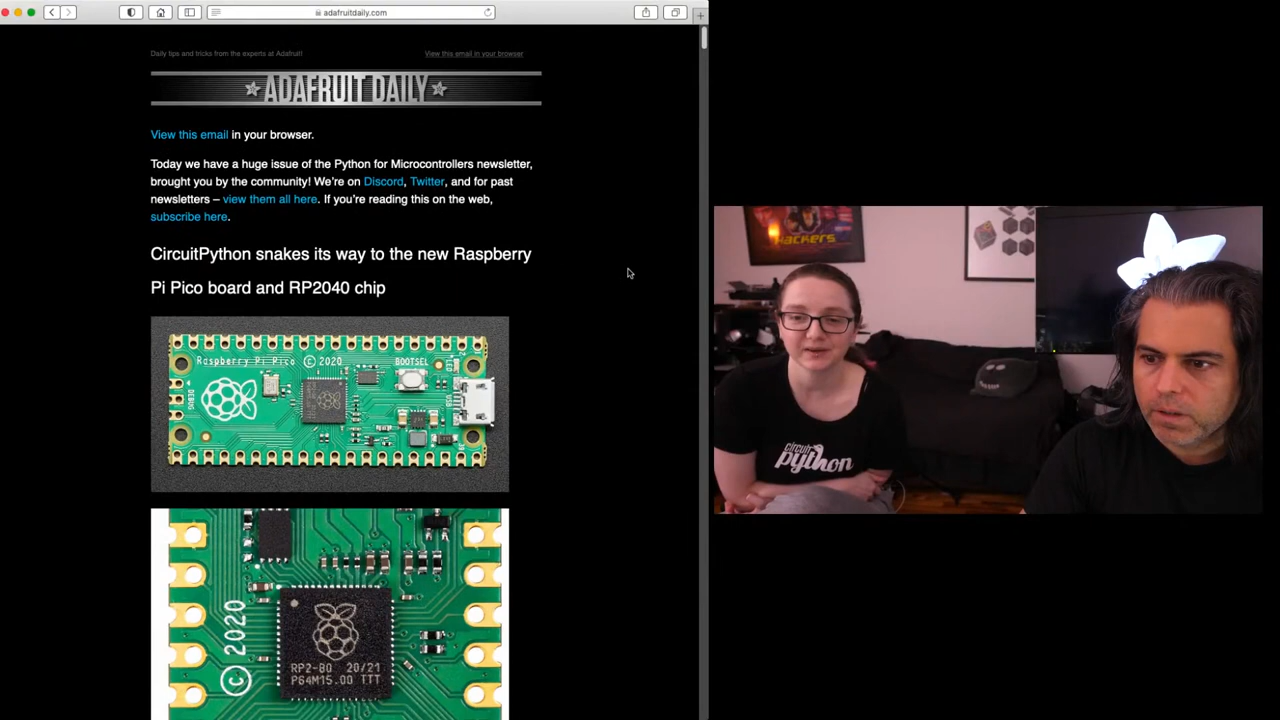 adafruitdaily.com
Daily tips and tricks from the experts at Adafruit!
View this email in your browser
ADAFRUIT DAILY
View this email in your browser.
Today we have a huge issue of the Python for Microcontrollers newsletter,
brought you by the community! We're on Discord, Twitter, and for past
newsletters – view them all here. If you're reading this on the web,
subscribe here.
CircuitPython snakes its way to the new Raspberry
Pi Pico board and RP2040 chip
Raspberry Pi Pico © 2020 BOOTSEL
LED
USB
DEBUG
© 2020
RP2-B0 20/21
P64M15.00 TTT
hackers
circuit
python